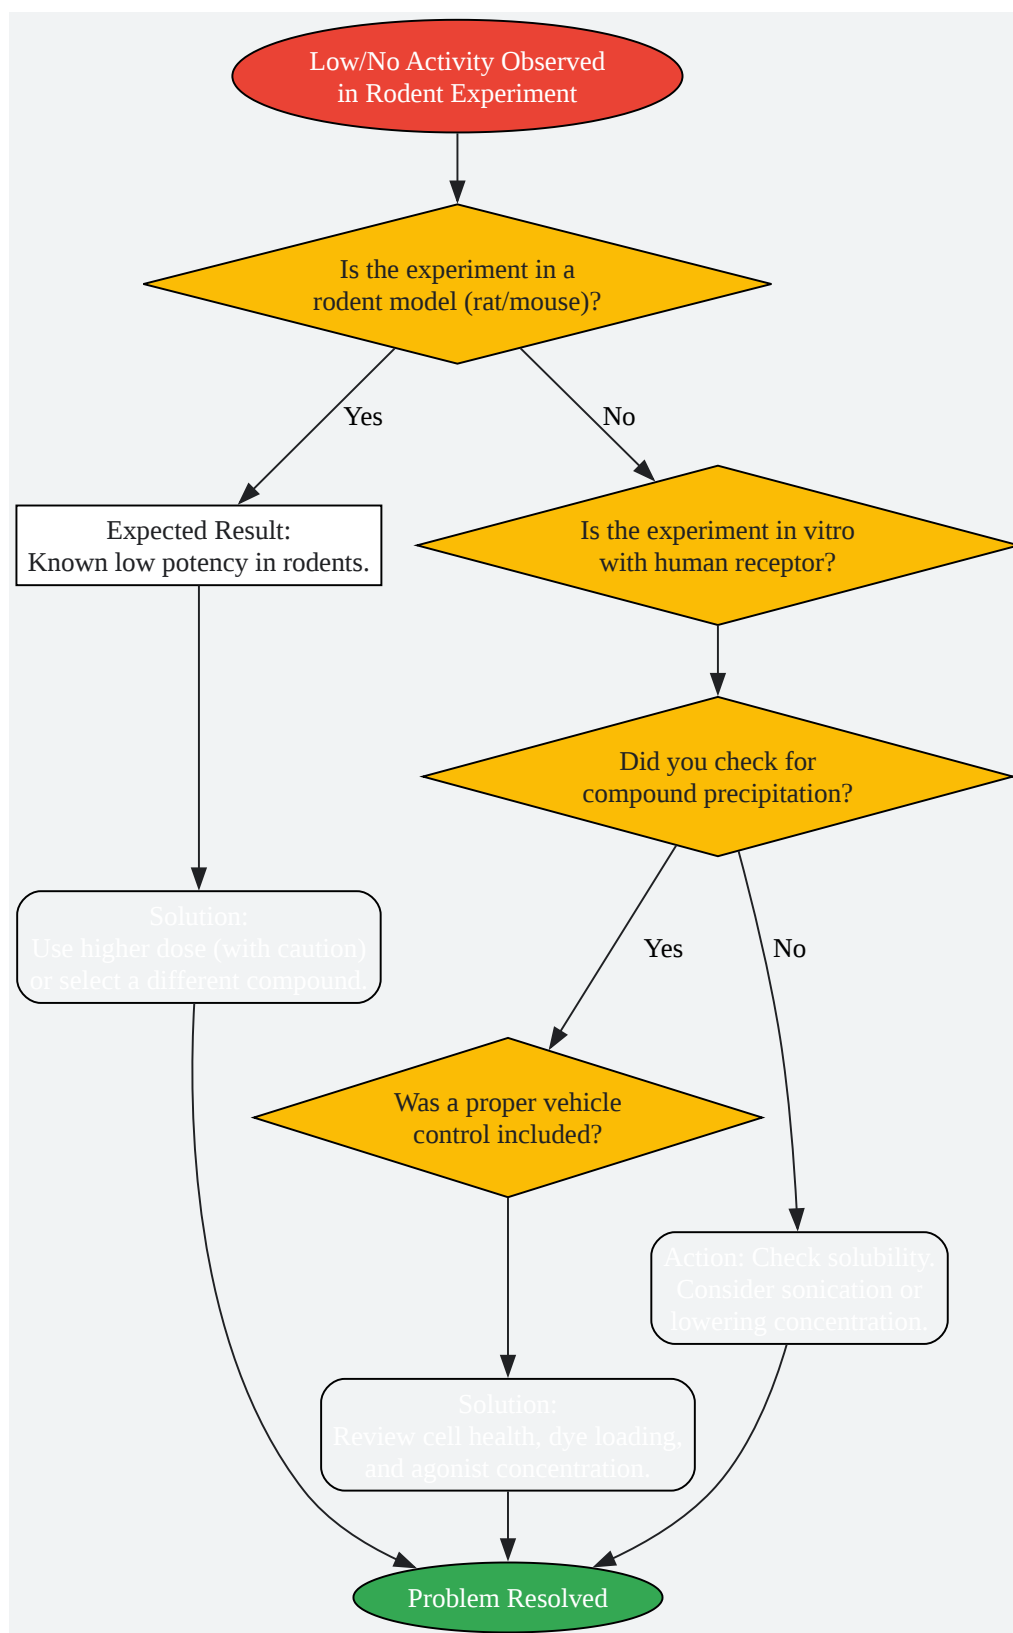 Low/No Activity Observed
in Rodent Experiment
Is the experiment in a
rodent model (rat/mouse)?
Yes
No
Expected Result:
Known low potency in rodents.
Is the experiment in vitro
with human receptor?
Did you check for
compound precipitation?
Solution:
Use higher dose (with caution)
or select a different compound.
Yes
No
Was a proper vehicle
control included?
Action: Check solubility.
Consider sonication or
lowering concentration.
Solution:
Review cell health, dye loading,
and agonist concentration.
Problem Resolved